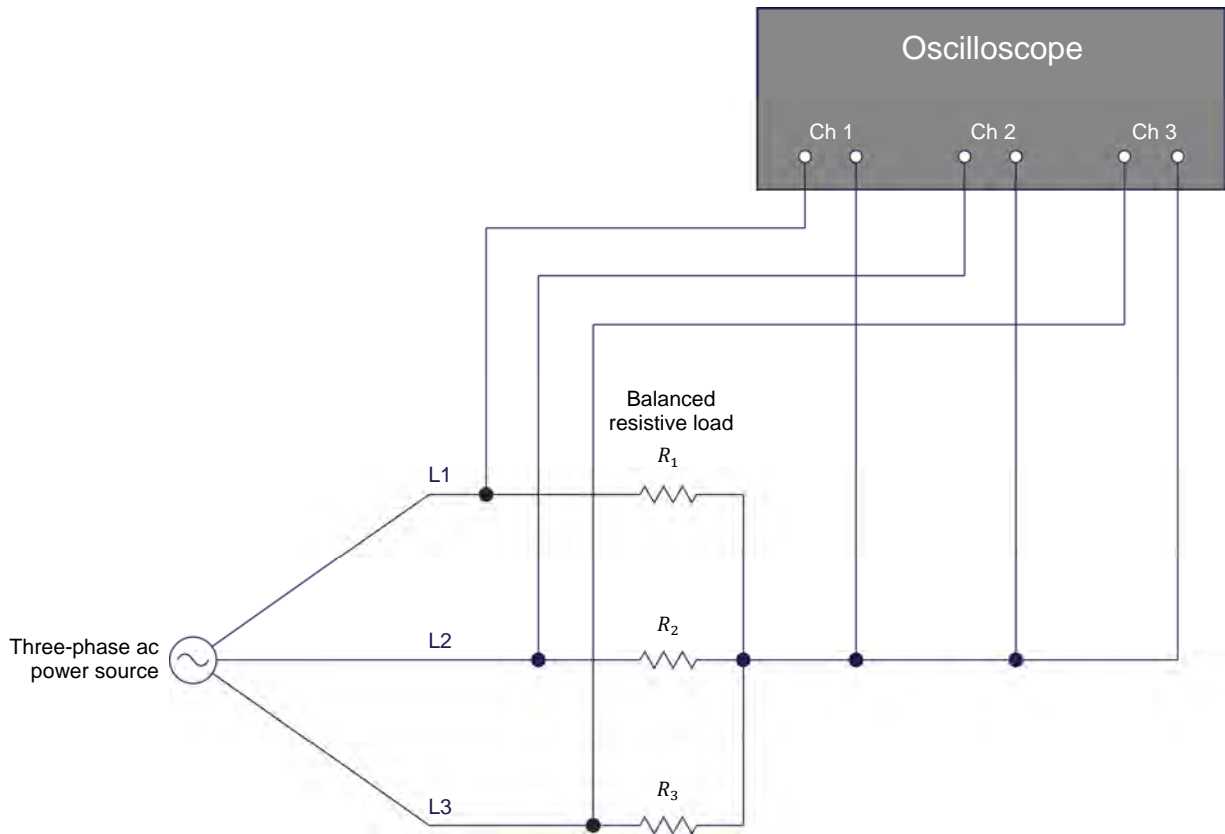 Oscilloscope
Ch 1
Ch 2
Ch 3
Balanced
resistive load
R₁
L1
Three-phase ac
power source
L2
R₂
L3
R₃